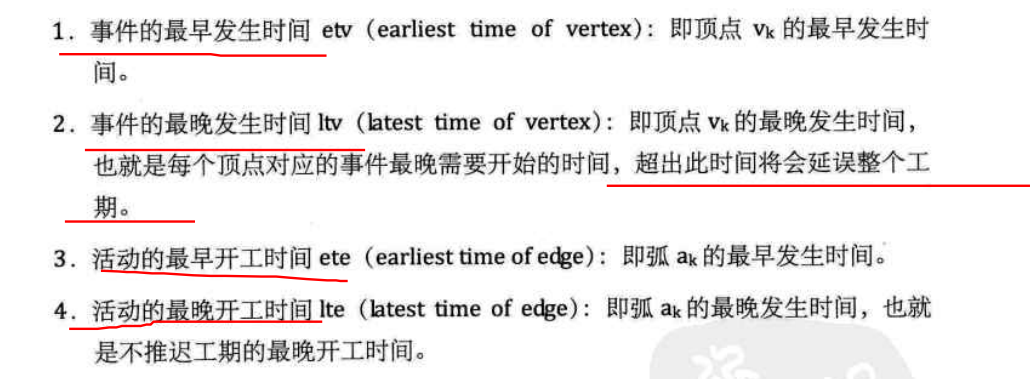 1. 事件的最早发生时间 etv (earliest time of vertex): 即顶点 vk 的最早发生时
间。
2. 事件的最晚发生时间 ltv (latest time of vertex): 即顶点 vk 的最晚发生时间，
也就是每个顶点对应的事件最晚需要开始的时间，超出此时间将会延误整个工
期。
3. 活动的最早开工时间 ete (earliest time of edge): 即弧 ak 的最早发生时间。
4. 活动的最晚开工时间 lte (latest time of edge): 即弧 ak 的最晚发生时间，也就
是不推迟工期的最晚开工时间。